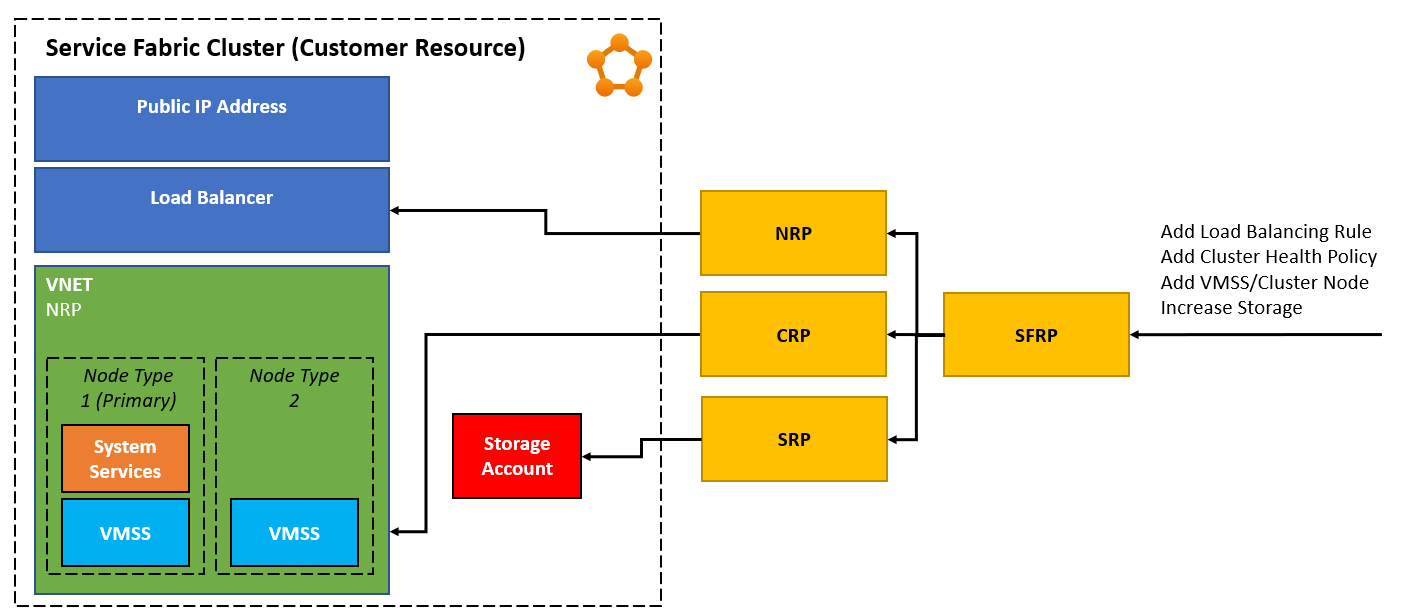 Service Fabric Cluster (Customer Resource)
Public IP Address
Load Balancer
VNET
NRP
Node Type
1 (Primary)
System
Services
VMSS
Node Type
2
VMSS
Storage
Account
NRP
CRP
SRP
SFRP
Add Load Balancing Rule
Add Cluster Health Policy
Add VMSS/Cluster Node
Increase Storage